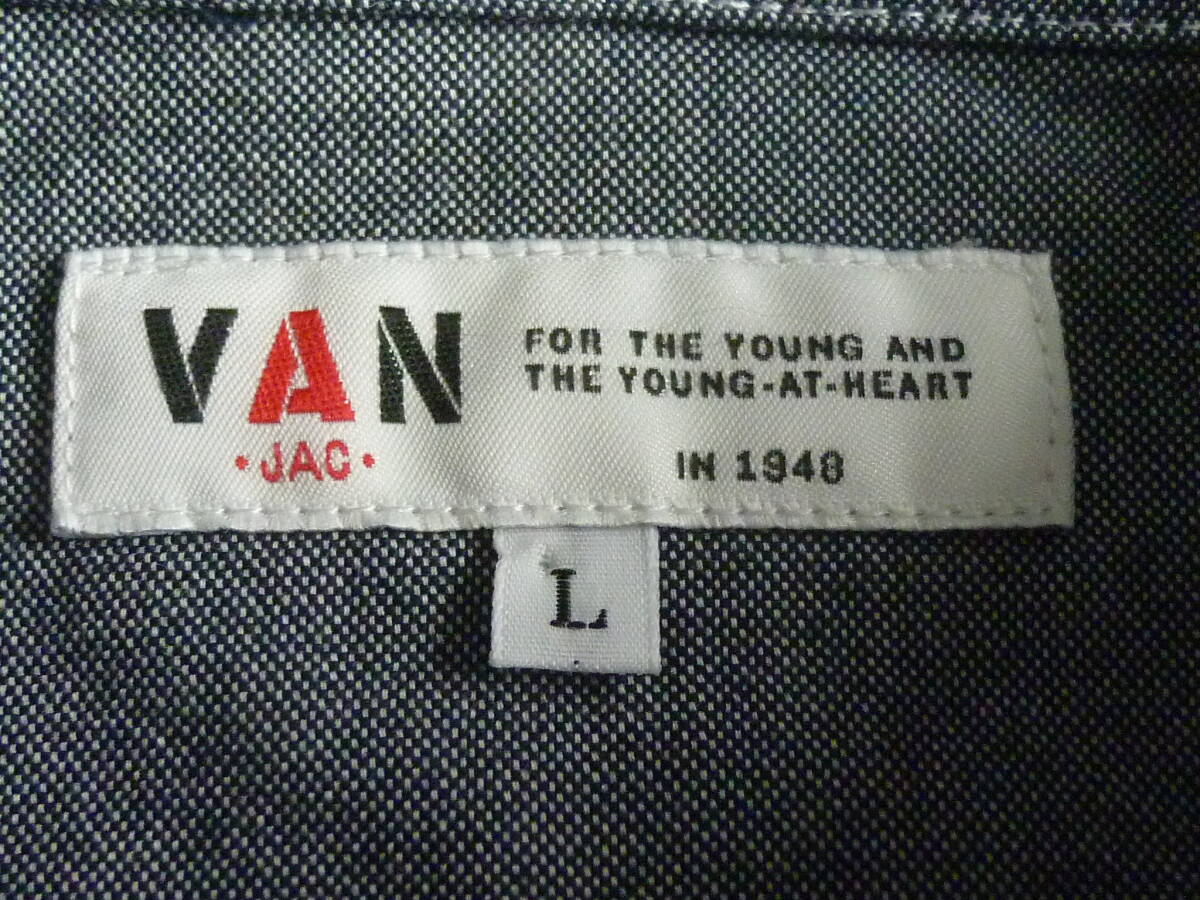 VAN
·JAC·
FOR THE YOUNG AND
THE YOUNG-AT-HEART
IN 1948
L